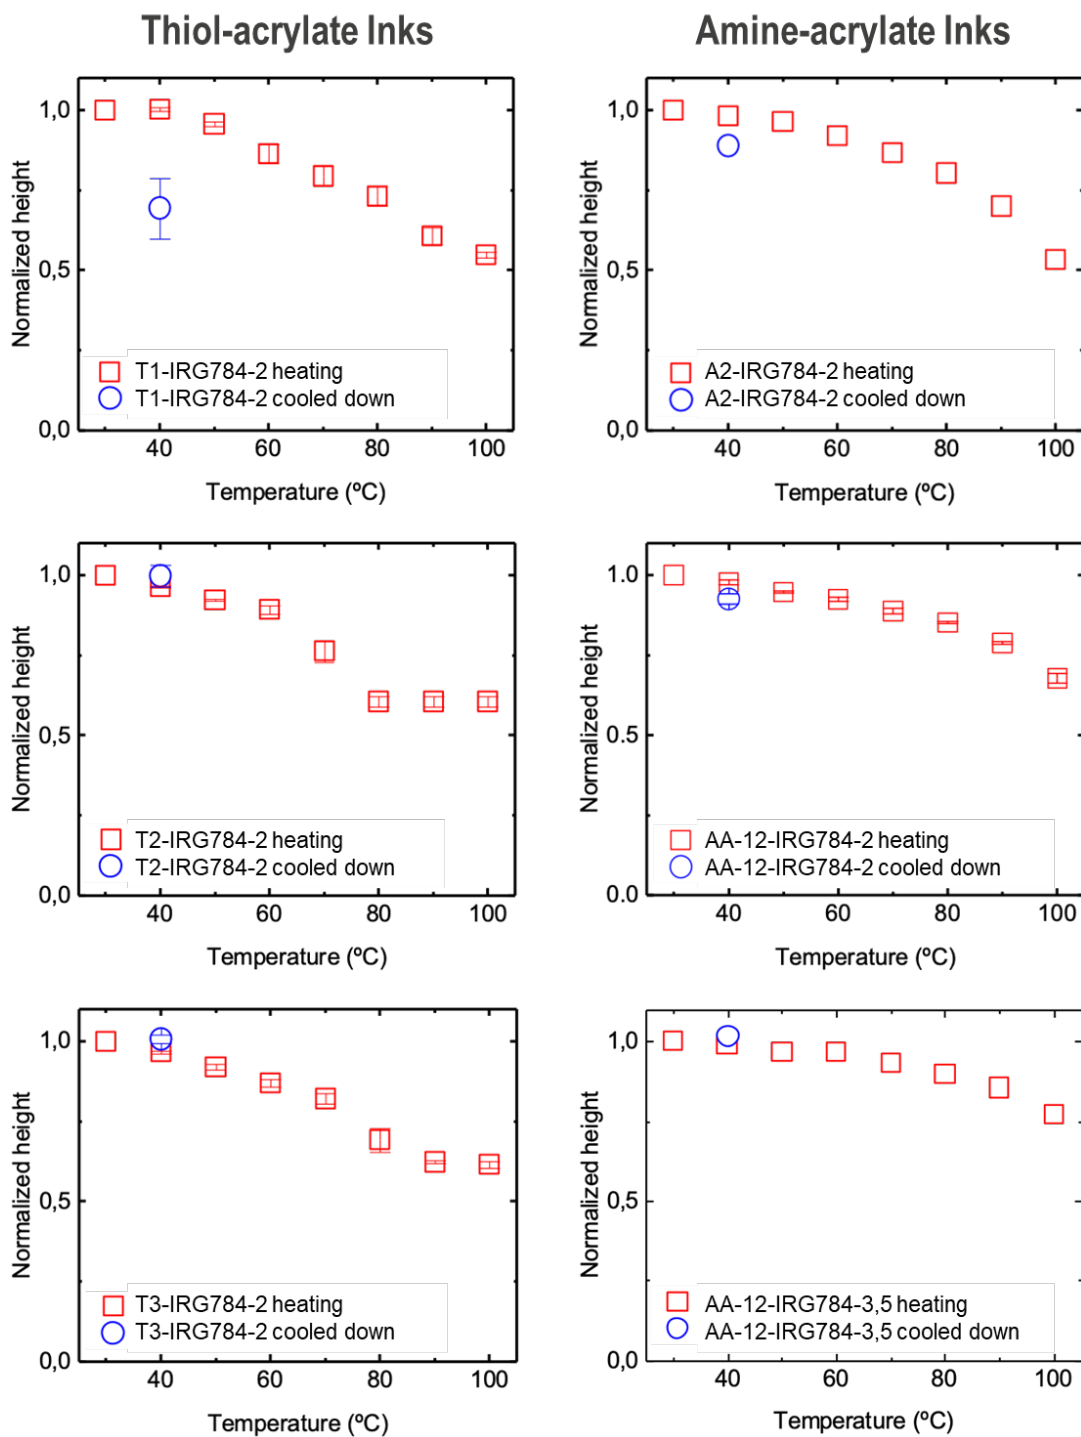 Thiol-acrylate Inks
Amine-acrylate Inks
Normalized height
1,0
0,5
0,0
T1-IRG784-2 heating
T1-IRG784-2 cooled down
40 60 80 100
Temperature (ºC)
Normalized height
1,0
0,5
0,0
A2-IRG784-2 heating
A2-IRG784-2 cooled down
40 60 80 100
Temperature (ºC)
Normalized height
1,0
0,5
0,0
T2-IRG784-2 heating
T2-IRG784-2 cooled down
40 60 80 100
Temperature (ºC)
Normalized height
1.0
0.5
0.0
AA-12-IRG784-2 heating
AA-12-IRG784-2 cooled down
40 60 80 100
Temperature (ºC)
Normalized height
1,0
0,5
0,0
T3-IRG784-2 heating
T3-IRG784-2 cooled down
40 60 80 100
Temperature (ºC)
Normalized height
1,0
0,5
0,0
AA-12-IRG784-3,5 heating
AA-12-IRG784-3,5 cooled down
40 60 80 100
Temperature (ºC)